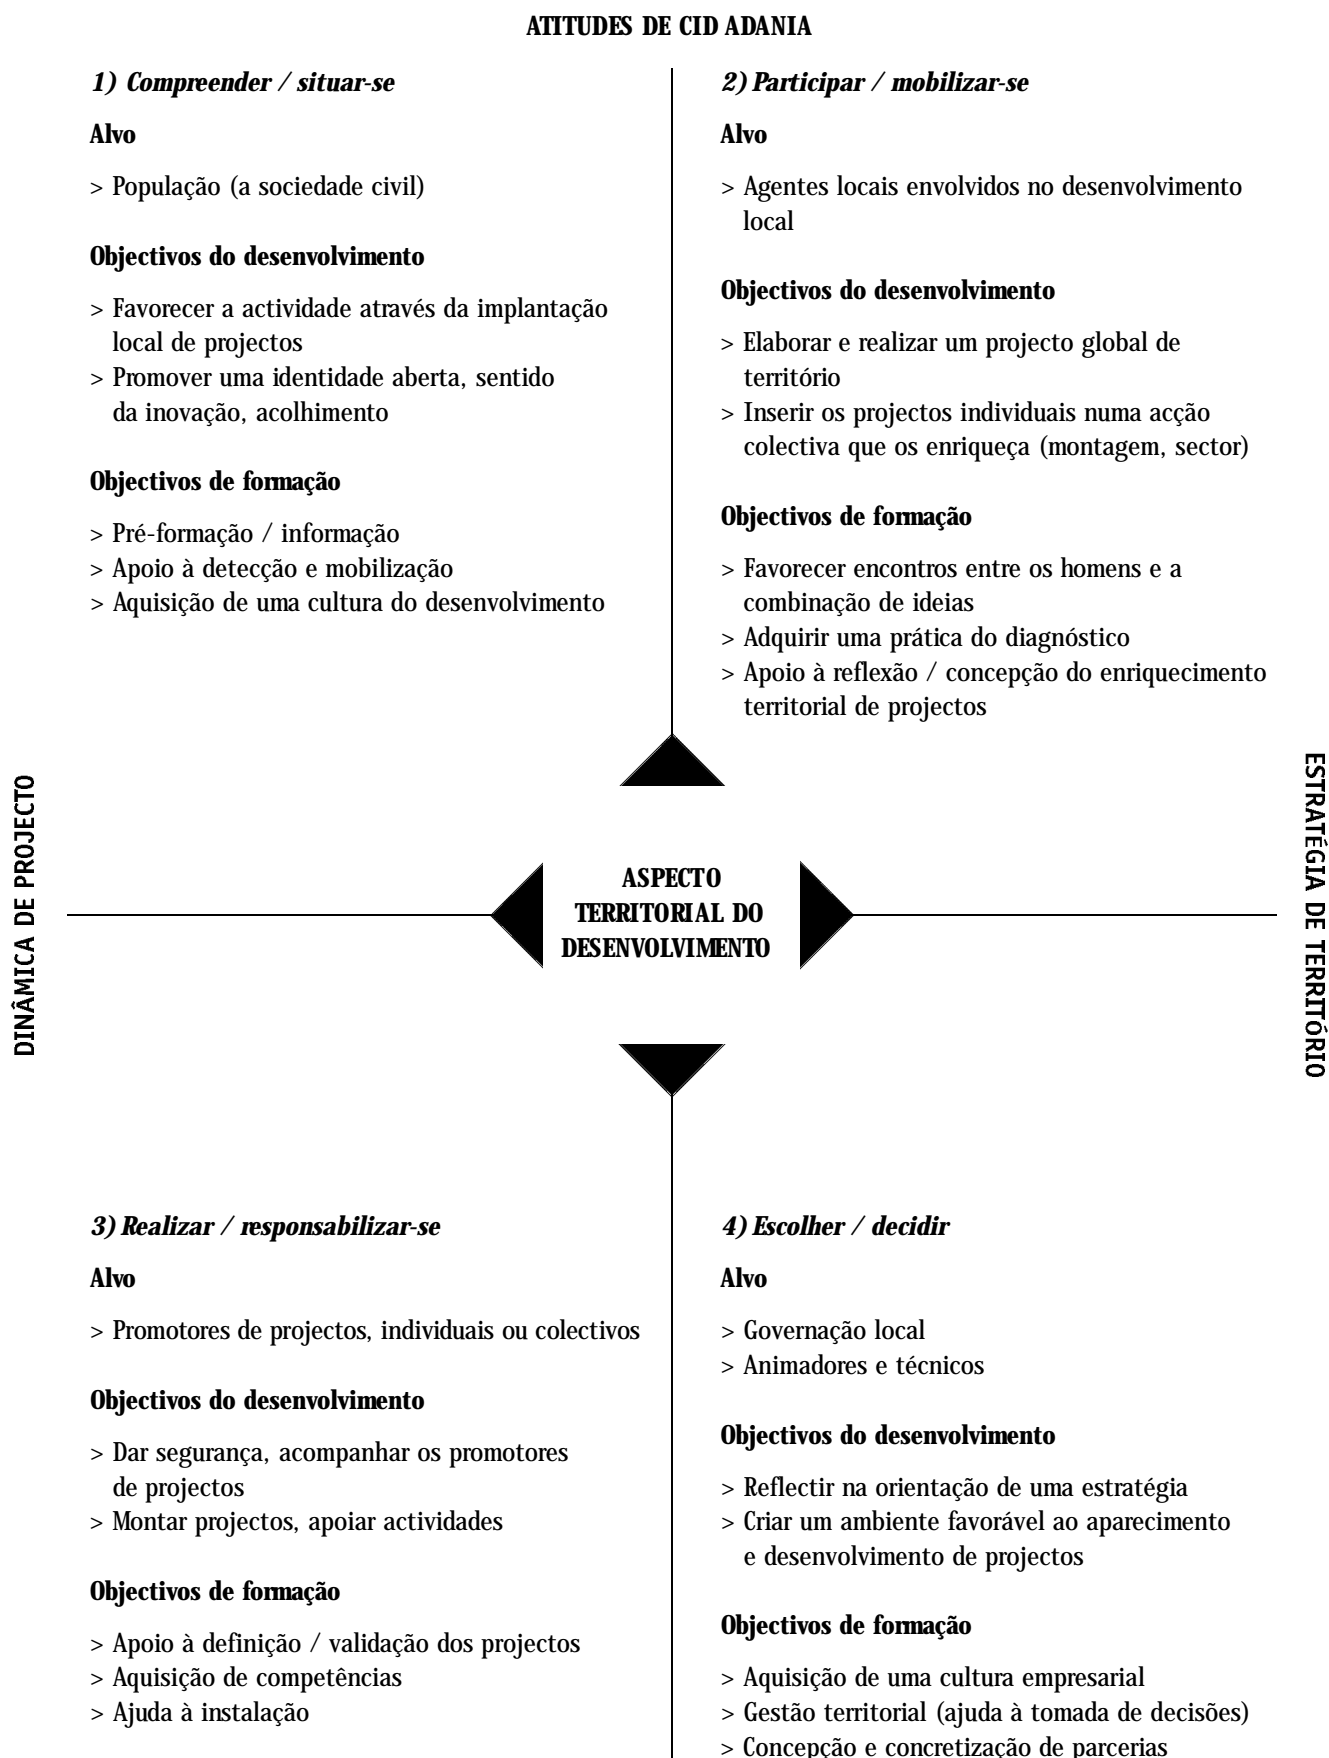 ATITUDES DE CIDADANIA
1) Compreender / situar-se
Alvo
> População (a sociedade civil)
Objectivos do desenvolvimento
> Favorecer a actividade através da implantação
local de projectos
> Promover uma identidade aberta, sentido
da inovação, acolhimento
Objectivos de formação
> Pré-formação / informação
> Apoio à detecção e mobilização
> Aquisição de uma cultura do desenvolvimento
2) Participar / mobilizar-se
Alvo
> Agentes locais envolvidos no desenvolvimento
local
Objectivos do desenvolvimento
> Elaborar e realizar um projecto global de
território
> Inserir os projectos individuais numa acção
colectiva que os enriqueça (montagem, sector)
Objectivos de formação
> Favorecer encontros entre os homens e a
combinação de ideias
> Adquirir uma prática do diagnóstico
> Apoio à reflexão / concepção do enriquecimento
territorial de projectos
DINÂMICA DE PROJECTO
ASPECTO
TERRITORIAL DO
DESENVOLVIMENTO
ESTRATÉGIA DE TERRITÓRIO
3) Realizar / responsabilizar-se
Alvo
> Promotores de projectos, individuais ou colectivos
Objectivos do desenvolvimento
> Dar segurança, acompanhar os promotores
de projectos
> Montar projectos, apoiar actividades
Objectivos de formação
> Apoio à definição / validação dos projectos
> Aquisição de competências
> Ajuda à instalação
4) Escolher / decidir
Alvo
> Governação local
> Animadores e técnicos
Objectivos do desenvolvimento
> Reflectir na orientação de uma estratégia
> Criar um ambiente favorável ao aparecimento
e desenvolvimento de projectos
Objectivos de formação
> Aquisição de uma cultura empresarial
> Gestão territorial (ajuda à tomada de decisões)
> Concepção e concretização de parcerias